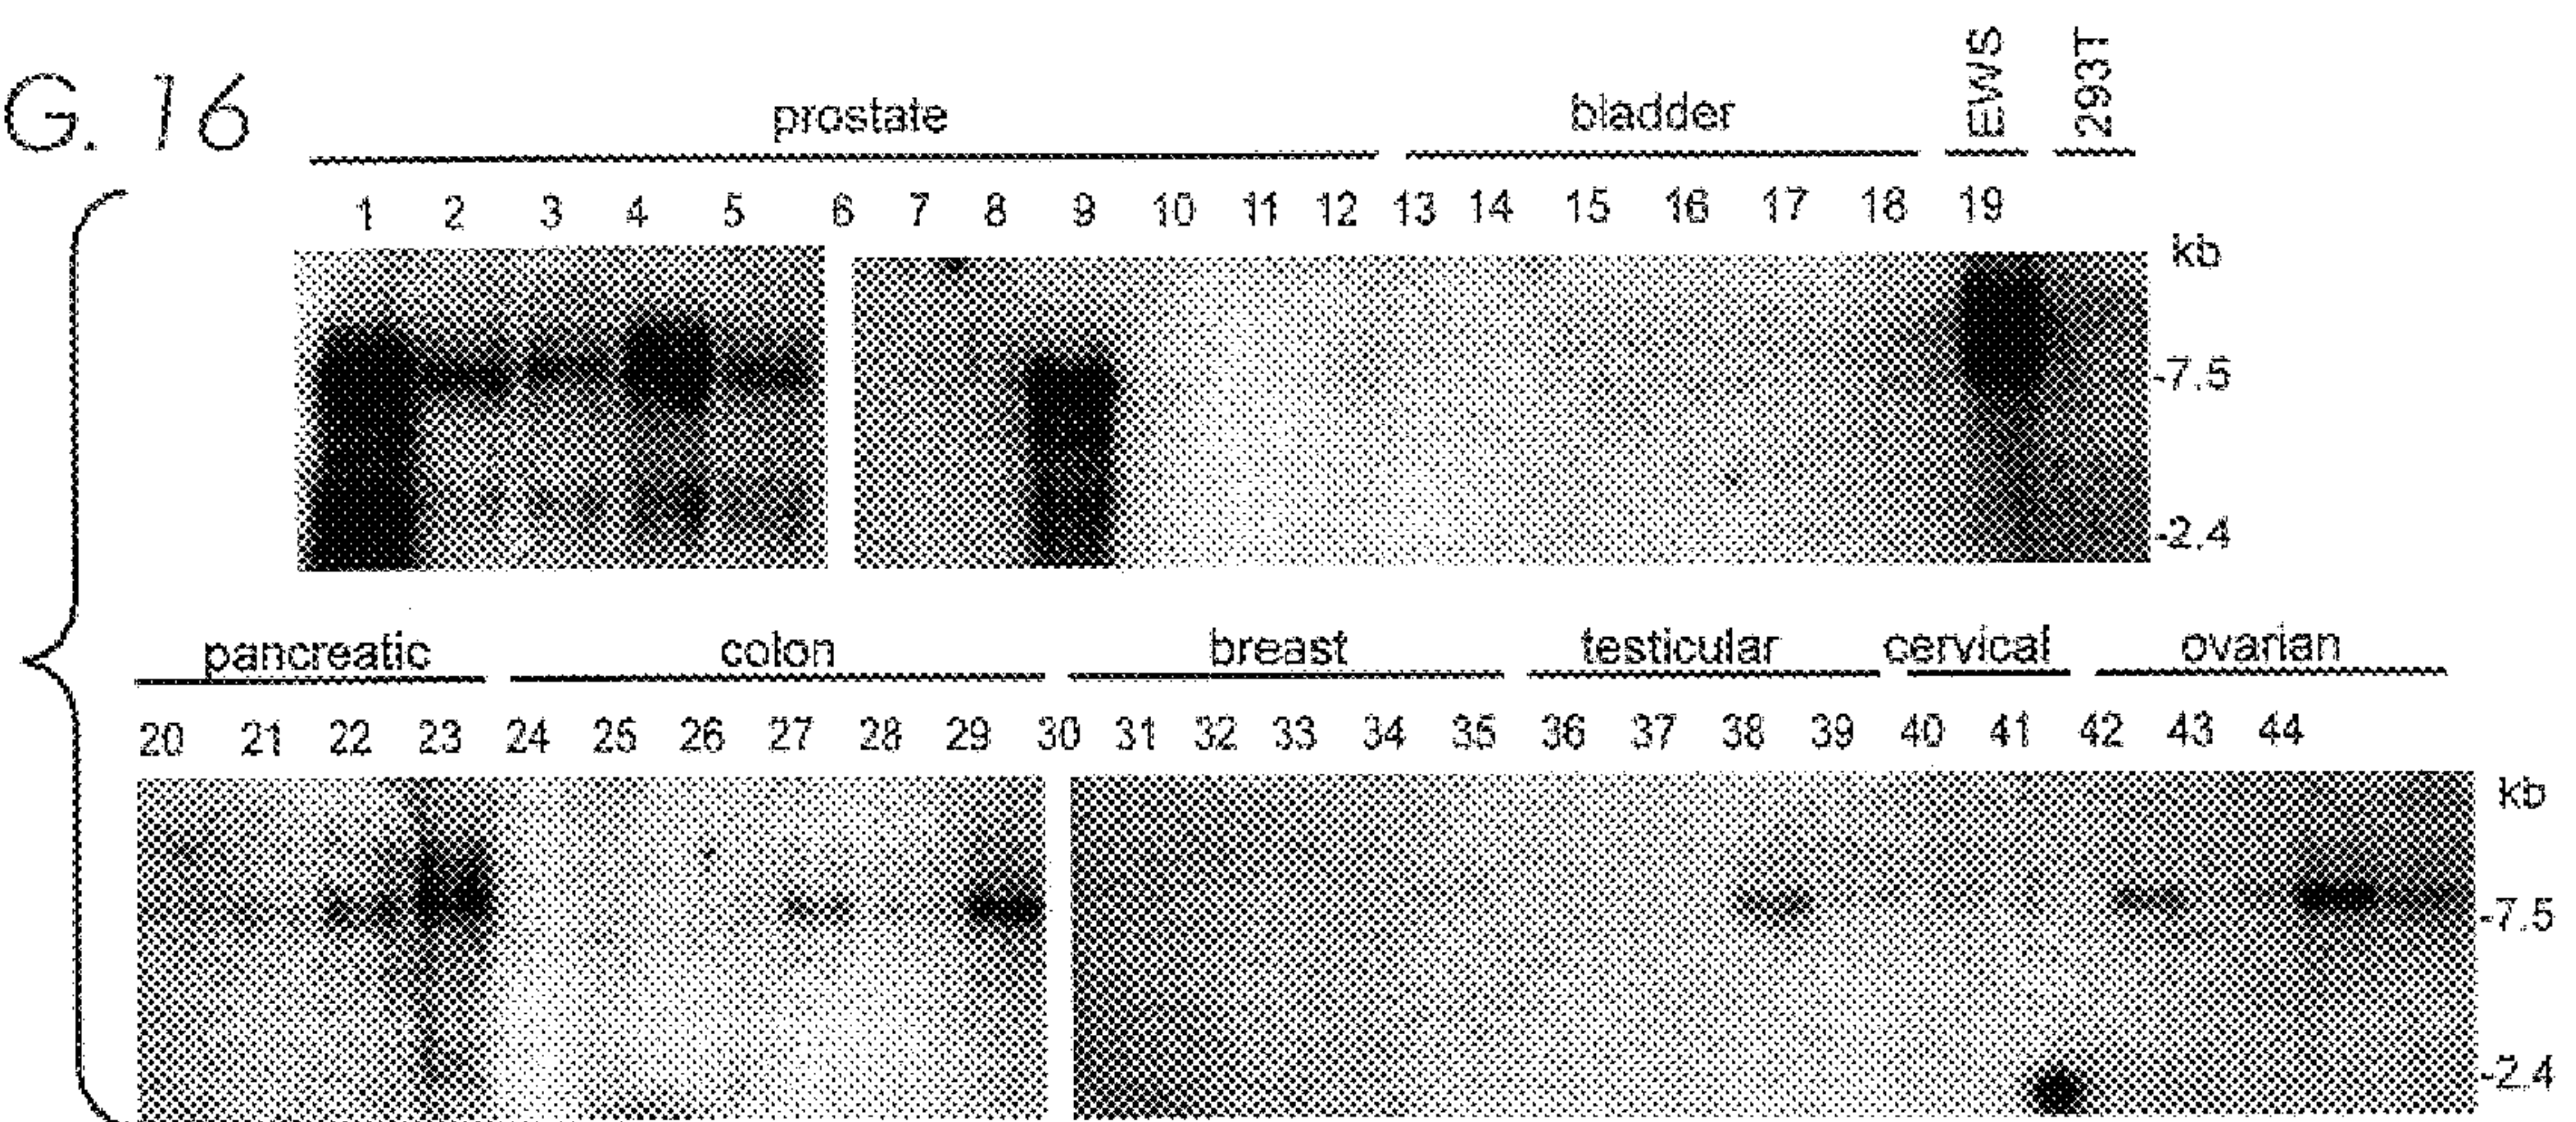 G. 16
prostate bladder EWS 293T
1 2 3 4 5 6 7 8 9 10 11 12 13 14 15 16 17 18 19
kb
-7.5
-2.4
pancreatic colon breast testicular cervical ovarian
20 21 22 23 24 25 26 27 28 29 30 31 32 33 34 35 36 37 38 39 40 41 42 43 44
kb
-7.5
-2.4